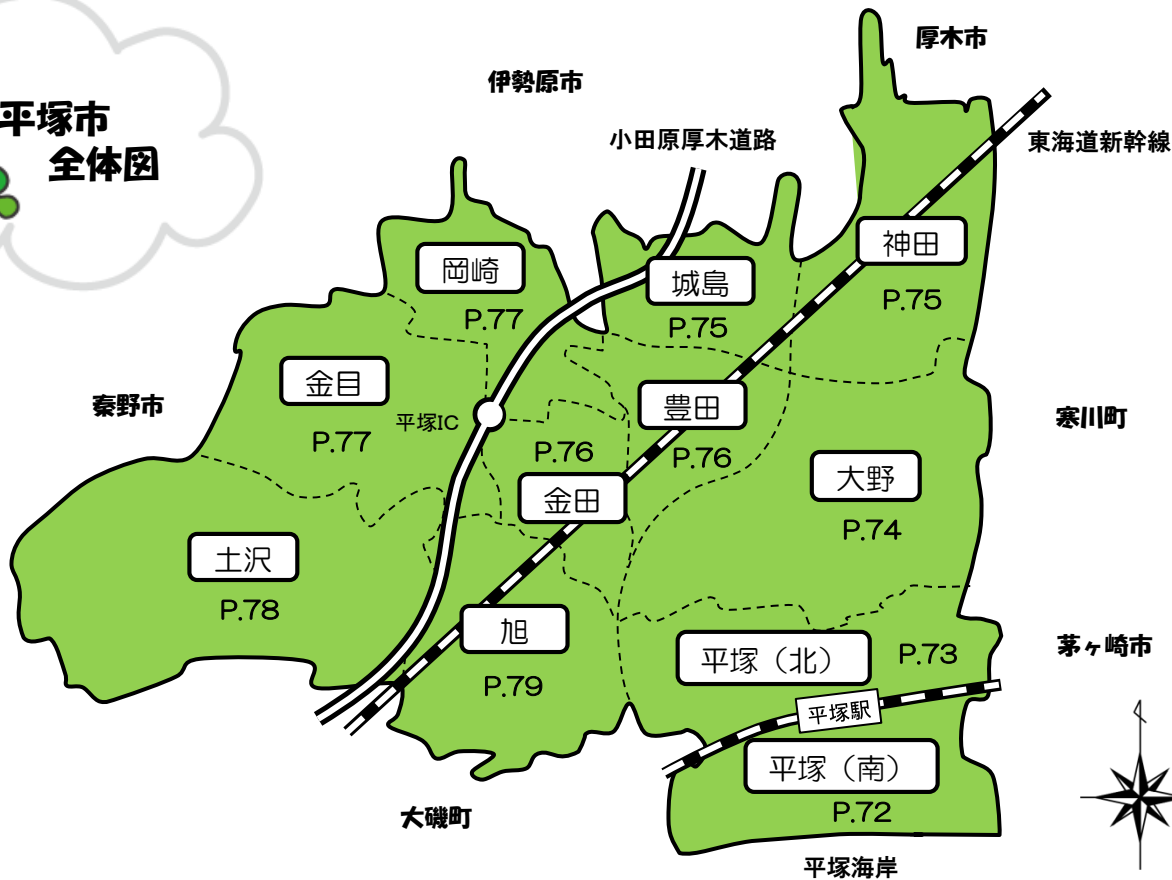 厚木市
伊勢原市
平塚市
全体図
小田原厚木道路
東海道新幹線
神田
P.75
岡崎
P.77
城島
P.75
金目
P.77
秦野市
平塚IC
豊田
P.76
寒川町
P.76
金田
大野
P.74
土沢
P.78
旭
P.79
平塚(北)
P.73
茅ヶ崎市
平塚駅
平塚(南)
P.72
大磯町
平塚海岸